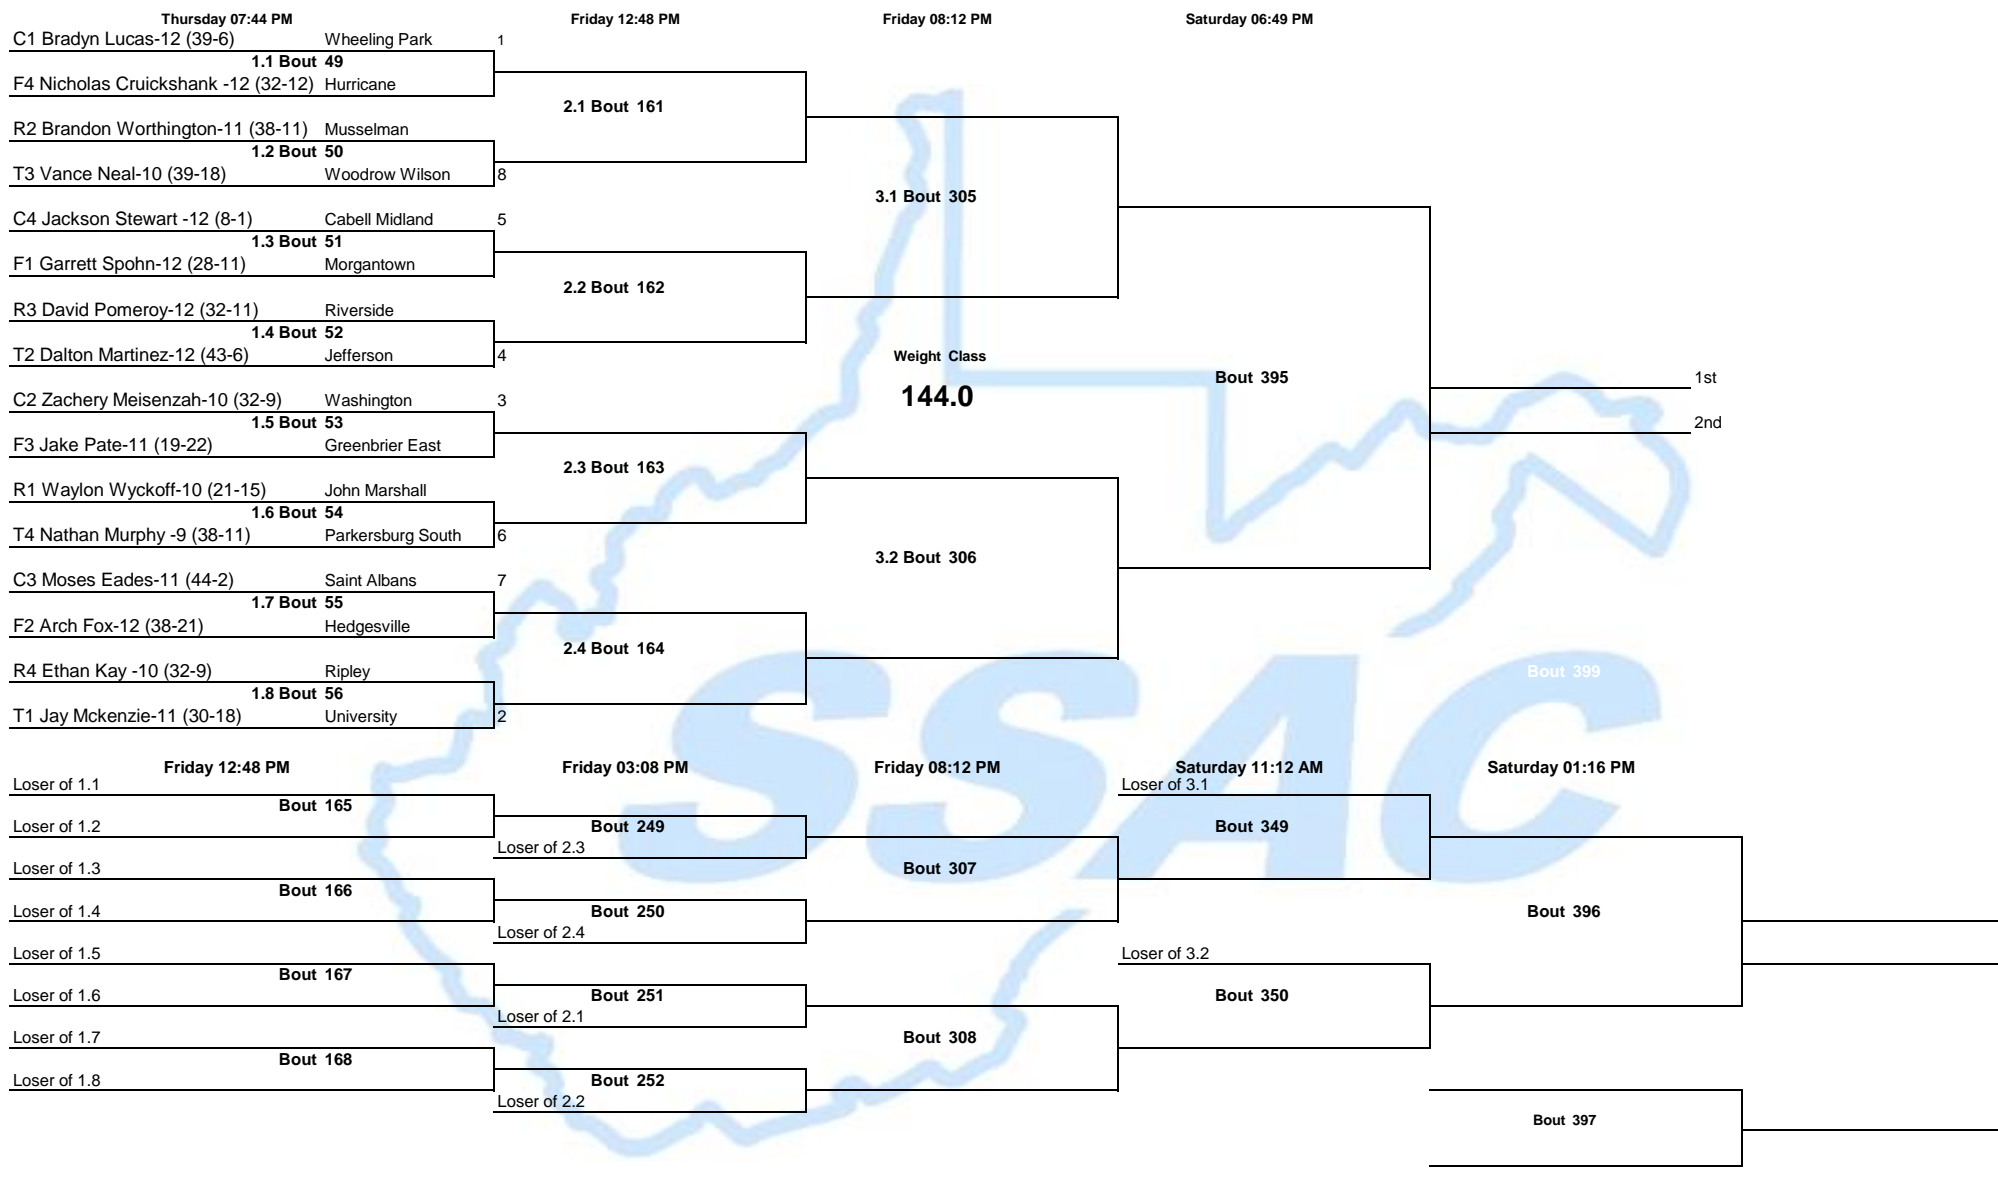 Thursday 07:44 PM Friday 12:48 PM Friday 08:12 PM Saturday 06:49 PM
C1 Bradyn Lucas-12 (39-6) Wheeling Park 1
1.1 Bout 49
F4 Nicholas Cruickshank -12 (32-12) Hurricane
2.1 Bout 161
R2 Brandon Worthington-11 (38-11) Musselman
1.2 Bout 50
T3 Vance Neal-10 (39-18) Woodrow Wilson 8
3.1 Bout 305
C4 Jackson Stewart -12 (8-1) Cabell Midland 5
1.3 Bout 51
F1 Garrett Spohn-12 (28-11) Morgantown
2.2 Bout 162
R3 David Pomeroy-12 (32-11) Riverside
1.4 Bout 52
T2 Dalton Martinez-12 (43-6) Jefferson 4
Weight Class
Bout 395 1st
144.0
C2 Zachery Meisenzah-10 (32-9) Washington 3
1.5 Bout 53 2nd
F3 Jake Pate-11 (19-22) Greenbrier East
2.3 Bout 163
R1 Waylon Wyckoff-10 (21-15) John Marshall
1.6 Bout 54
T4 Nathan Murphy -9 (38-11) Parkersburg South 6
3.2 Bout 306
C3 Moses Eades-11 (44-2) Saint Albans 7
1.7 Bout 55
F2 Arch Fox-12 (38-21) Hedgesville
2.4 Bout 164
R4 Ethan Kay -10 (32-9) Ripley Bout 399
1.8 Bout 56
T1 Jay Mckenzie-11 (30-18) University 2
SSAC
Friday 12:48 PM Friday 03:08 PM Friday 08:12 PM Saturday 11:12 AM Saturday 01:16 PM
Loser of 1.1 Loser of 3.1
Bout 165
Loser of 1.2 Bout 249 Bout 349
Loser of 2.3
Loser of 1.3 Bout 307
Bout 166
Loser of 1.4 Bout 250 Bout 396
Loser of 2.4
Loser of 1.5 Loser of 3.2
Bout 167
Loser of 1.6 Bout 251 Bout 350
Loser of 2.1
Loser of 1.7 Bout 308
Bout 168
Loser of 1.8 Bout 252
Loser of 2.2
Bout 397